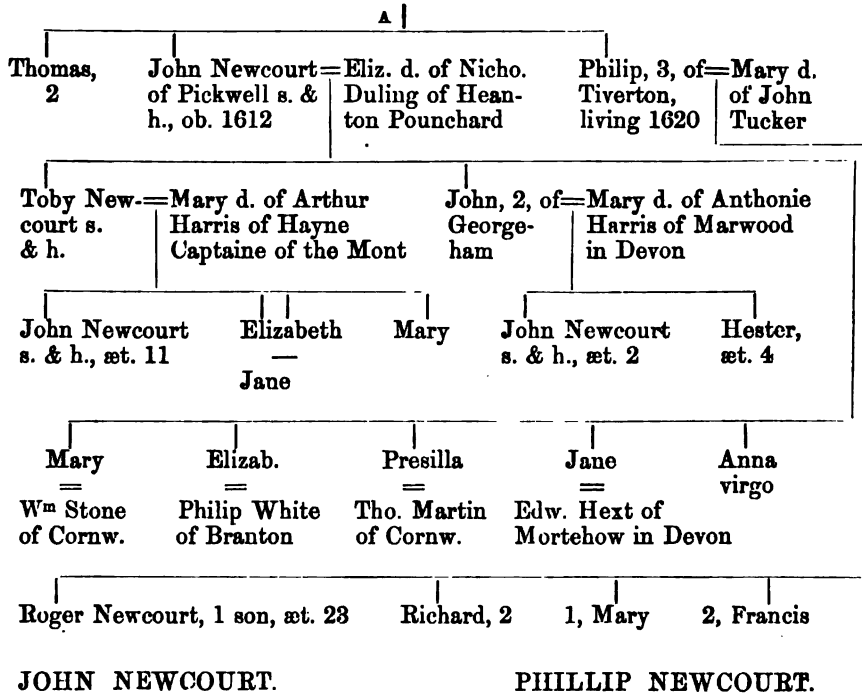 A
Thomas, John Newcourt=Eliz. d. of Nicho. Philip, 3, of=Mary d.
2 of Pickwell s. & Duling of Hean- Tiverton, of John
h., ob. 1612 ton Pounchard living 1620 Tucker
Toby New-=Mary d. of Arthur John, 2, of=Mary d. of Anthonie
court s. Harris of Hayne George- Harris of Marwood
& h. Captaine of the Mont ham in Devon
John Newcourt Elizabeth Mary John Newcourt Hester,
s. & h., æt. 11 — s. & h., æt. 2 æt. 4
Jane
Mary Elizab. Presilla Jane Anna
= = = = virgo
Wm Stone Philip White Tho. Martin Edw. Hext of
of Cornw. of Branton of Cornw. Mortehow in Devon
Roger Newcourt, 1 son, æt. 23 Richard, 2 1, Mary 2, Francis
JOHN NEWCOURT. PHILLIP NEWCOURT.